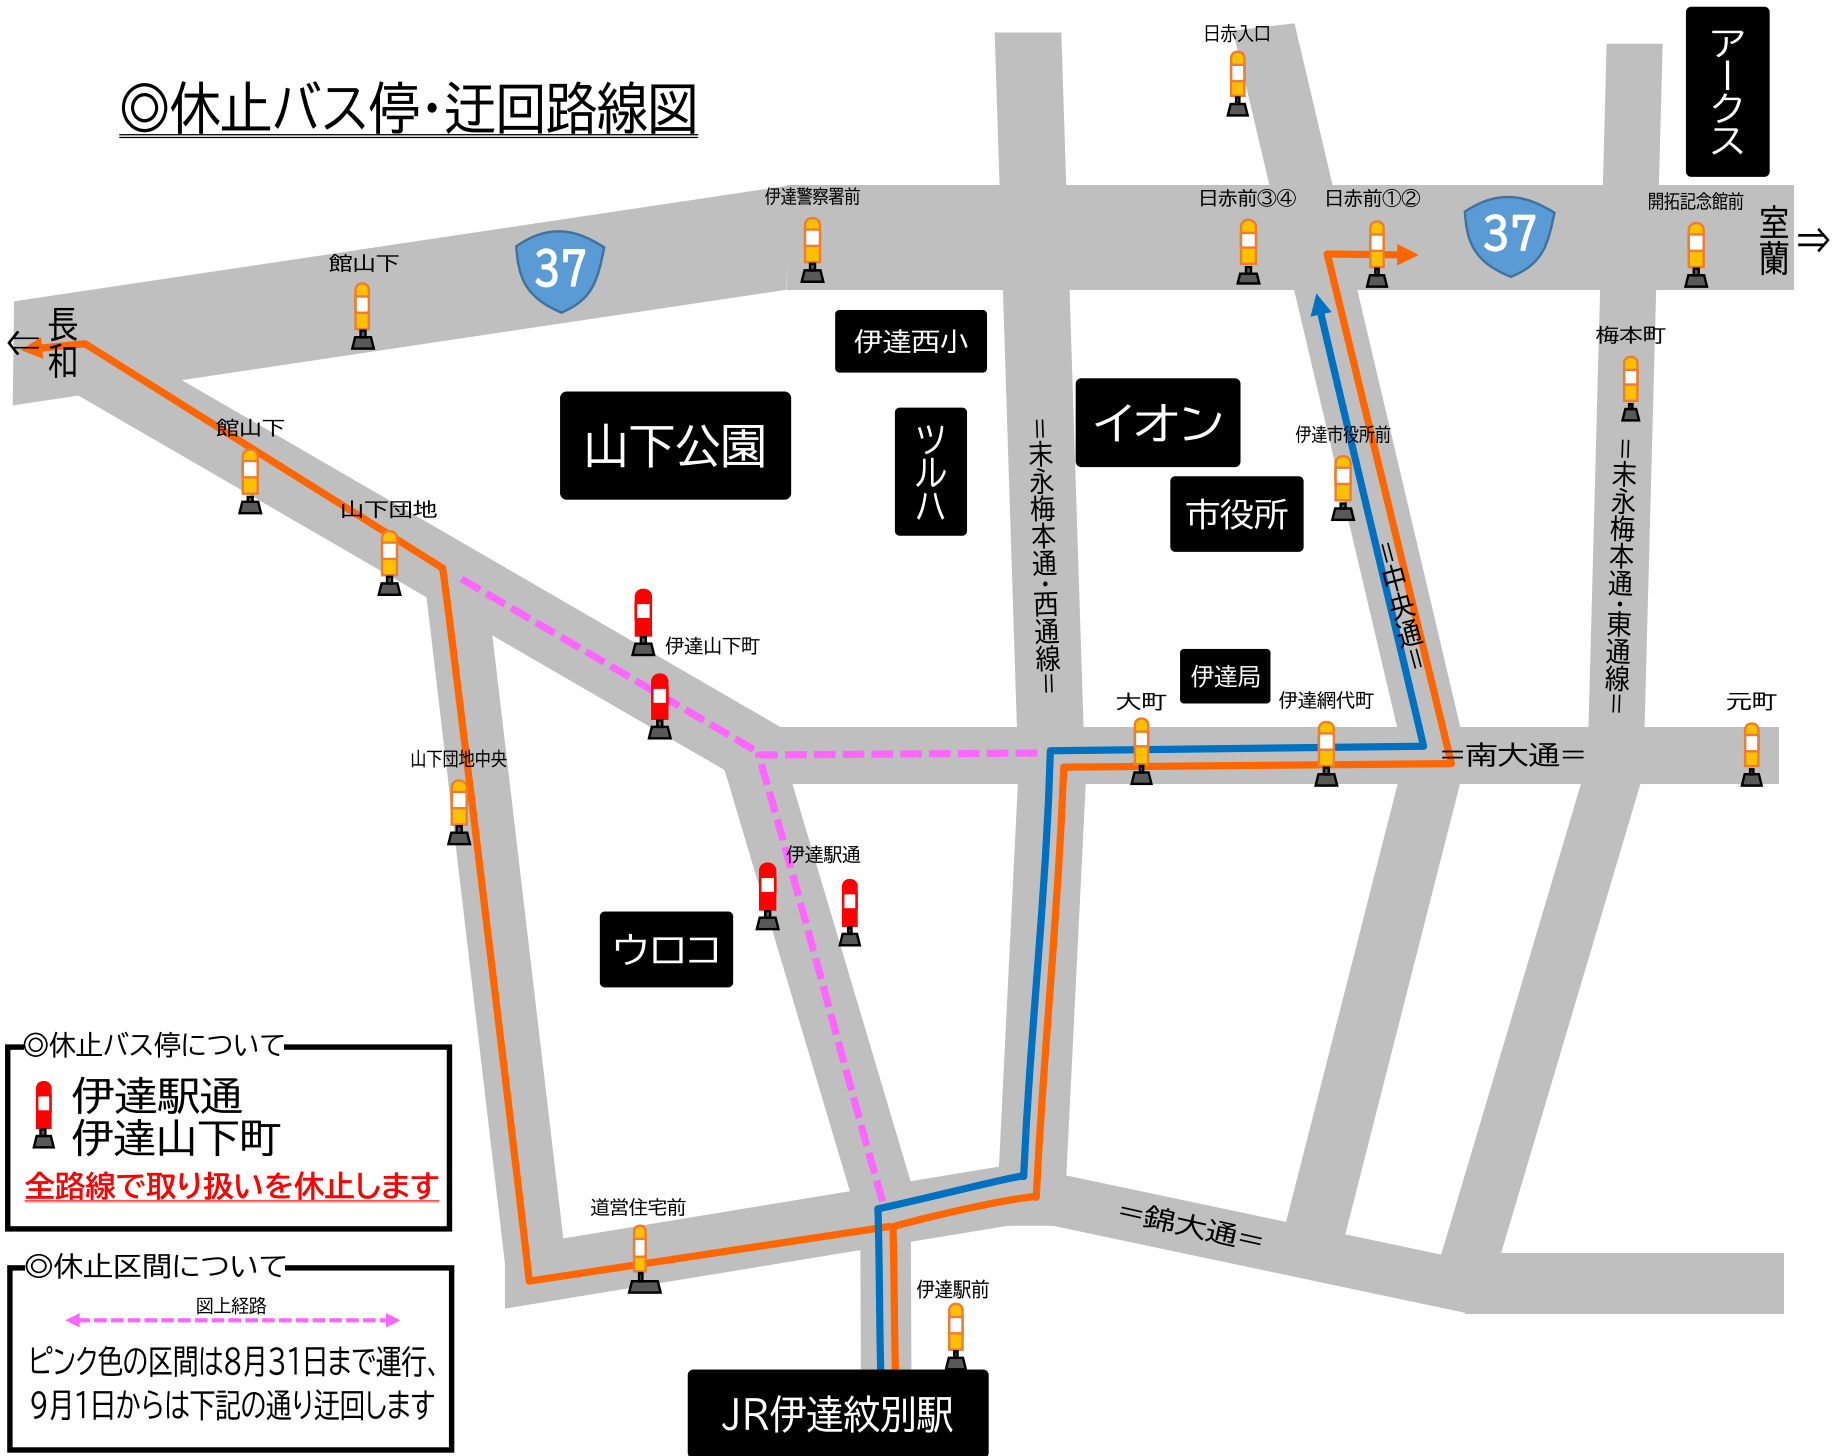 ◎休止バス停・迂回路線図
アークス
日赤入口
伊達警察署前
日赤前③④
日赤前①②
開拓記念館前
室蘭
⇒
37
37
館山下
⇐
長和
伊達西小
梅本町
山下公園
ツルハ
イオン
館山下
伊達市役所前
市役所
山下団地
=末永梅本通・西通線=
=中央通=
=末永梅本通・東通線=
伊達山下町
伊達局
大町
伊達網代町
元町
=南大通=
山下団地中央
伊達駅通
ウロコ
◎休止バス停について
伊達駅通
伊達山下町
全路線で取り扱いを休止します
道営住宅前
=錦大通=
◎休止区間について
図上経路
ピンク色の区間は8月31日まで運行、
9月1日からは下記の通り迂回します
伊達駅前
JR伊達紋別駅